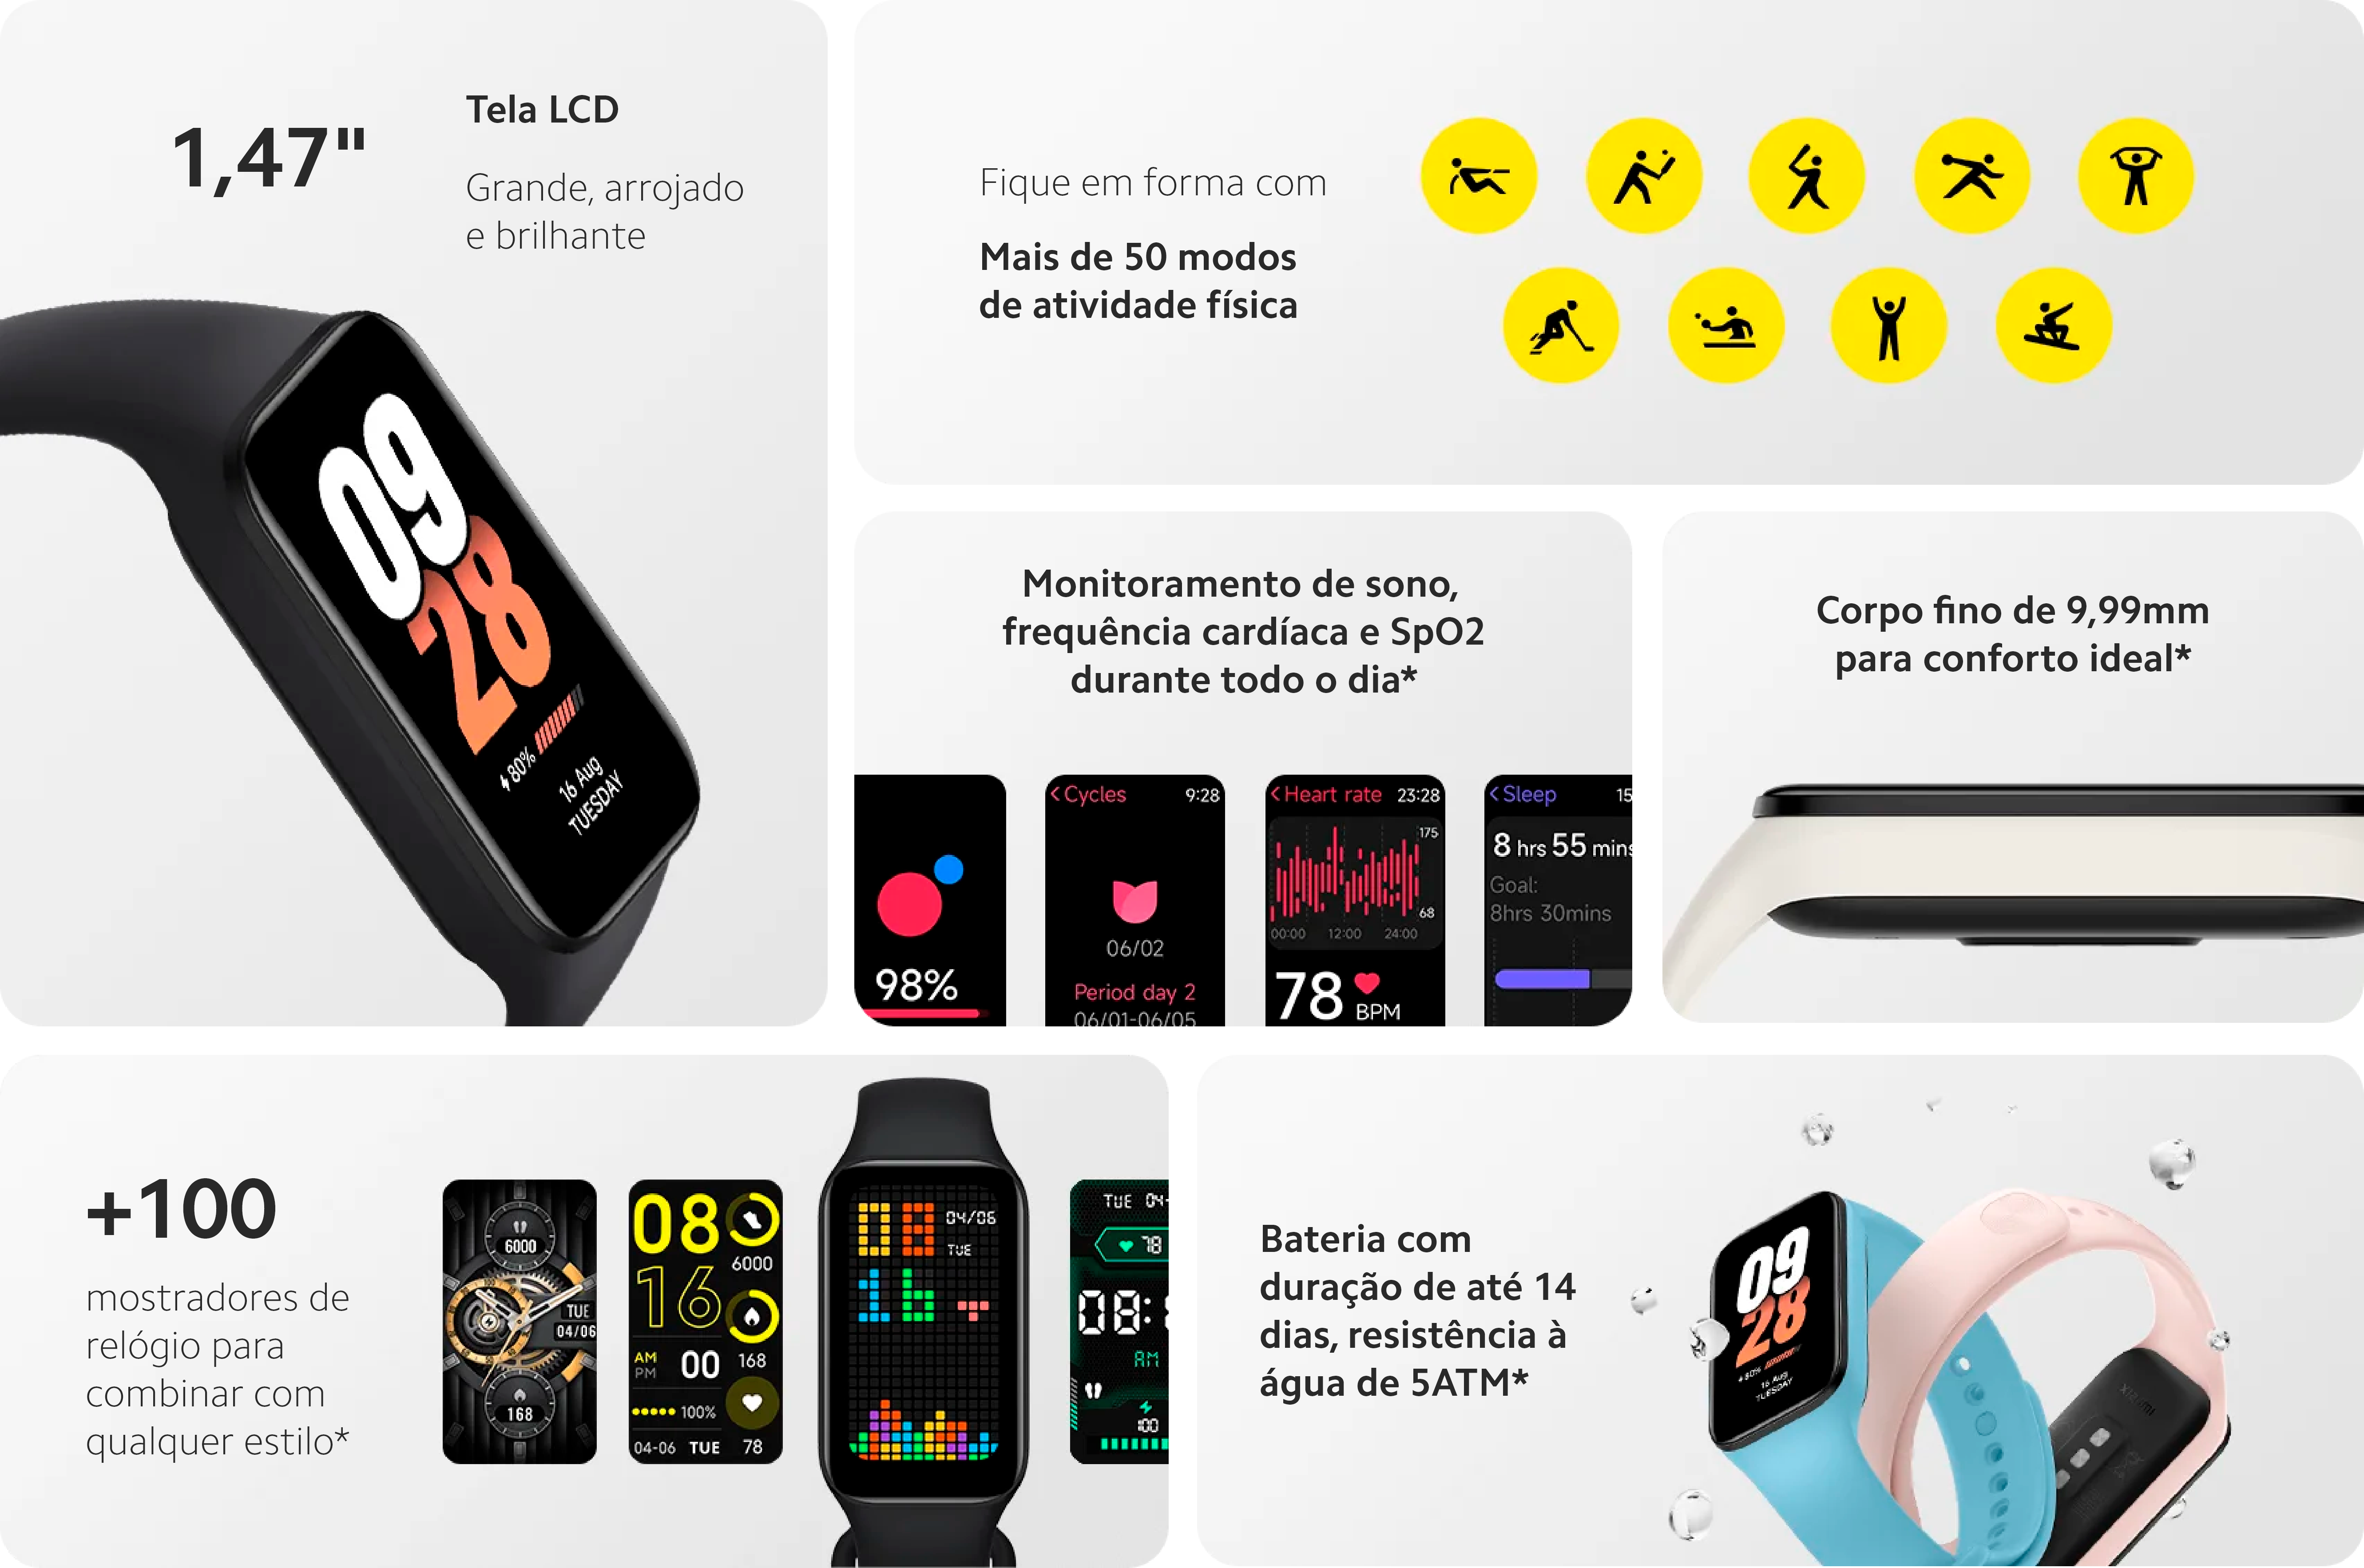 1,47"
Tela LCD
Grande, arrojado
e brilhante
09
28
80%
16 Aug
TUESDAY
Fique em forma com
Mais de 50 modos
de atividade física
Monitoramento de sono,
frequência cardíaca e SpO2
durante todo o dia*
98%
<Cycles 9:28
06/02
Period day 2
06/01-06/05
<Heart rate 23:28
175
68
00:00 12:00 24:00
78
BPM
<Sleep 15
8 hrs 55 mins
Goal:
8hrs 30mins
Corpo fino de 9,99mm
para conforto ideal*
+100
mostradores de
relógio para
combinar com
qualquer estilo*
6000
TUE
04/06
168
08
6000
16
AM
PM
00
168
100%
04-06 TUE 78
08
04/06
TUE
16
TUE 04-
78
08:
AM
100
Bateria com
duração de até 14
dias, resistência à
água de 5ATM*
09
28
80%
16 Aug
TUESDAY
xiaomi